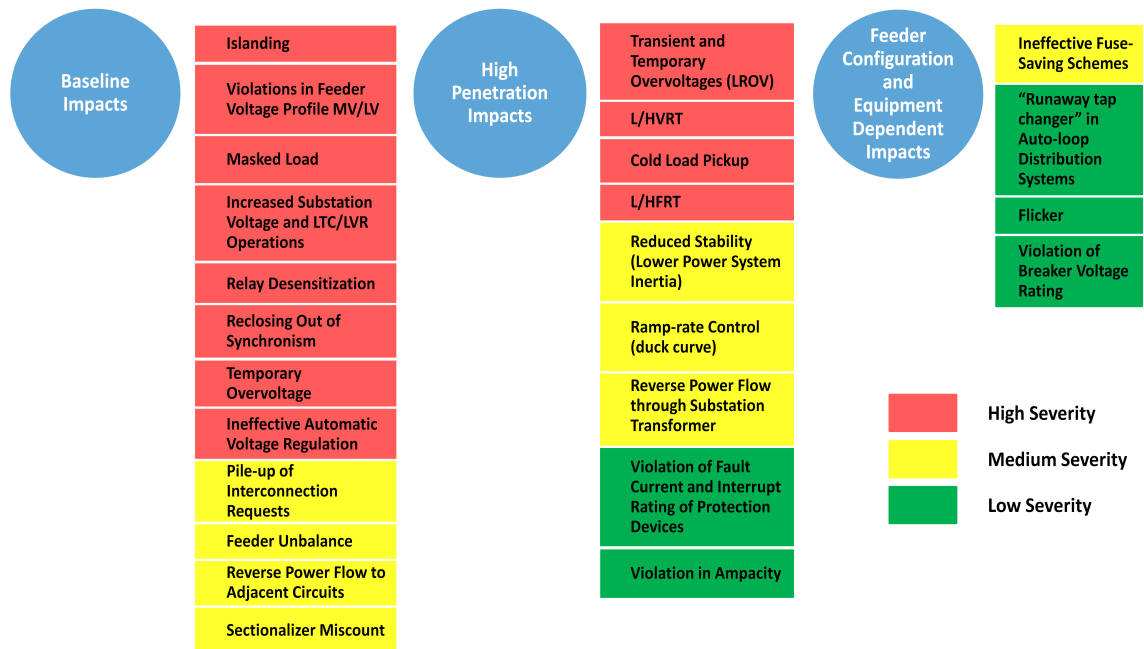 Baseline
Impacts
Islanding
Violations in Feeder
Voltage Profile MV/LV
Masked Load
Increased Substation
Voltage and LTC/LVR
Operations
Relay Desensitization
Reclosing Out of
Synchronism
Temporary
Overvoltage
Ineffective Automatic
Voltage Regulation
Pile-up of
Interconnection
Requests
Feeder Unbalance
Reverse Power Flow to
Adjacent Circuits
Sectionalizer Miscount
High
Penetration
Impacts
Transient and
Temporary
Overvoltages (LROV)
L/HVRT
Cold Load Pickup
L/HFRT
Reduced Stability
(Lower Power System
Inertia)
Ramp-rate Control
(duck curve)
Reverse Power Flow
through Substation
Transformer
Violation of Fault
Current and Interrupt
Rating of Protection
Devices
Violation in Ampacity
Feeder
Configuration
and
Equipment
Dependent
Impacts
Ineffective Fuse-
Saving Schemes
“Runaway tap
changer” in
Auto-loop
Distribution
Systems
Flicker
Violation of
Breaker Voltage
Rating
High Severity
Medium Severity
Low Severity